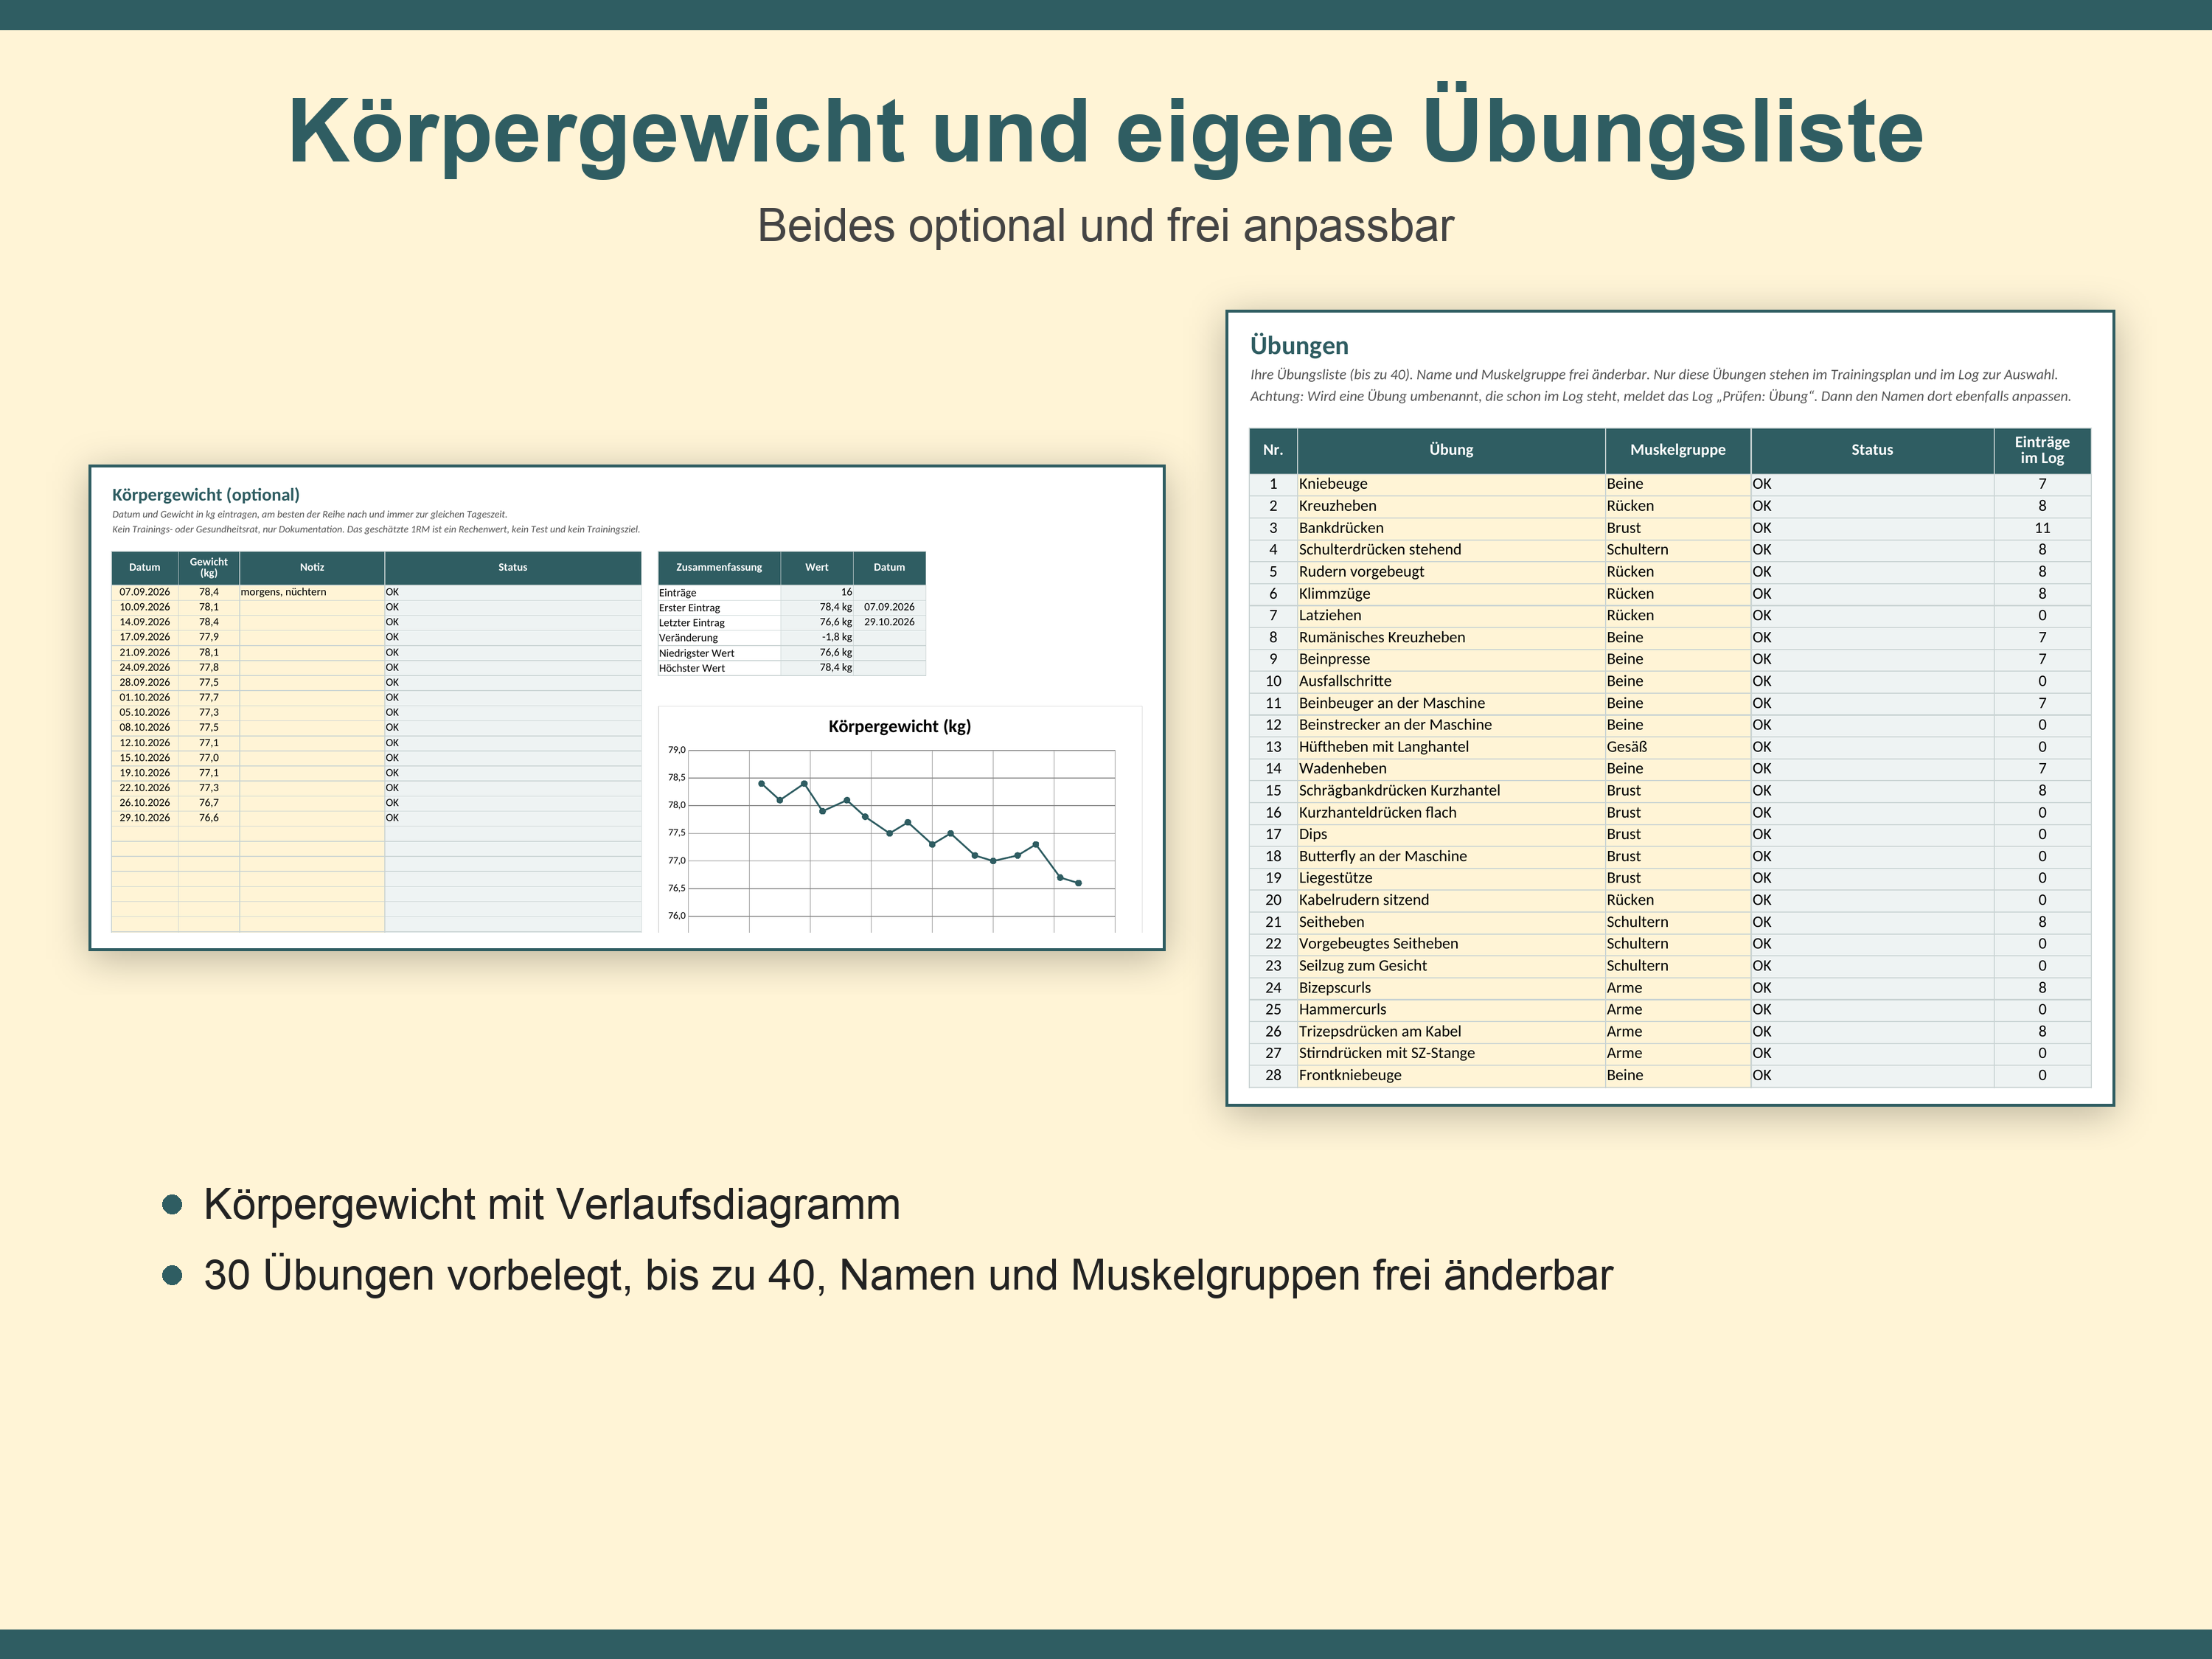 Körpergewicht und eigene Übungsliste
Beides optional und frei anpassbar
Körpergewicht (optional)
Datum und Gewicht in kg eintragen, am besten der Reihe nach und immer zur gleichen Tageszeit.
Kein Trainings- oder Gesundheitsrat, nur Dokumentation. Das geschätzte 1RM ist ein Rechenwert, kein Test und kein Trainingsziel.
Datum Gewicht (kg) Notiz Status
07.09.2026 78,4 morgens, nüchtern OK
10.09.2026 78,1 OK
14.09.2026 78,4 OK
17.09.2026 77,9 OK
21.09.2026 78,1 OK
24.09.2026 77,8 OK
28.09.2026 77,5 OK
01.10.2026 77,7 OK
05.10.2026 77,3 OK
08.10.2026 77,5 OK
12.10.2026 77,1 OK
15.10.2026 77,0 OK
19.10.2026 77,1 OK
22.10.2026 77,3 OK
26.10.2026 76,7 OK
29.10.2026 76,6 OK
Zusammenfassung Wert Datum
Einträge 16
Erster Eintrag 78,4 kg 07.09.2026
Letzter Eintrag 76,6 kg 29.10.2026
Veränderung -1,8 kg
Niedrigster Wert 76,6 kg
Höchster Wert 78,4 kg
Körpergewicht (kg)
79,0
78,5
78,0
77,5
77,0
76,5
76,0
Übungen
Ihre Übungsliste (bis zu 40). Name und Muskelgruppe frei änderbar. Nur diese Übungen stehen im Trainingsplan und im Log zur Auswahl.
Achtung: Wird eine Übung umbenannt, die schon im Log steht, meldet das Log „Prüfen: Übung“. Dann den Namen dort ebenfalls anpassen.
Nr. Übung Muskelgruppe Status Einträge im Log
1 Kniebeuge Beine OK 7
2 Kreuzheben Rücken OK 8
3 Bankdrücken Brust OK 11
4 Schulterdrücken stehend Schultern OK 8
5 Rudern vorgebeugt Rücken OK 8
6 Klimmzüge Rücken OK 8
7 Latziehen Rücken OK 0
8 Rumänisches Kreuzheben Beine OK 7
9 Beinpresse Beine OK 7
10 Ausfallschritte Beine OK 0
11 Beinbeuger an der Maschine Beine OK 7
12 Beinstrecker an der Maschine Beine OK 0
13 Hüftheben mit Langhantel Gesäß OK 0
14 Wadenheben Beine OK 7
15 Schrägbankdrücken Kurzhantel Brust OK 8
16 Kurzhanteldrücken flach Brust OK 0
17 Dips Brust OK 0
18 Butterfly an der Maschine Brust OK 0
19 Liegestütze Brust OK 0
20 Kabelrudern sitzend Rücken OK 0
21 Seitheben Schultern OK 8
22 Vorgebeugtes Seitheben Schultern OK 0
23 Seilzug zum Gesicht Schultern OK 0
24 Bizepscurls Arme OK 8
25 Hammercurls Arme OK 0
26 Trizepsdrücken am Kabel Arme OK 8
27 Stirndrücken mit SZ-Stange Arme OK 0
28 Frontkniebeuge Beine OK 0
Körpergewicht mit Verlaufsdiagramm
30 Übungen vorbelegt, bis zu 40, Namen und Muskelgruppen frei änderbar